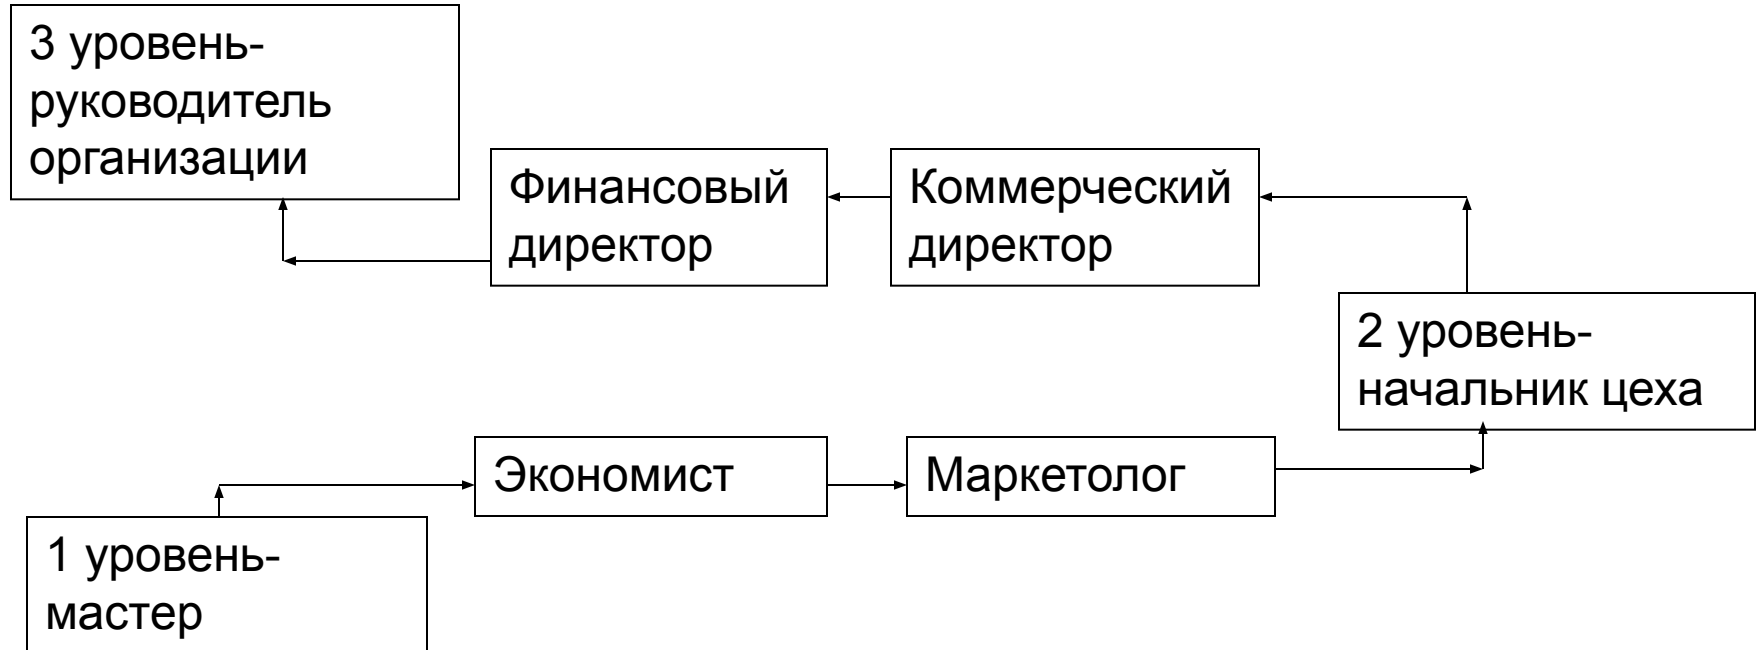 3 уровень-
руководитель
организации
Финансовый
директор
Коммерческий
директор
2 уровень-
начальник цеха
Экономист
Маркетолог
1 уровень-
мастер